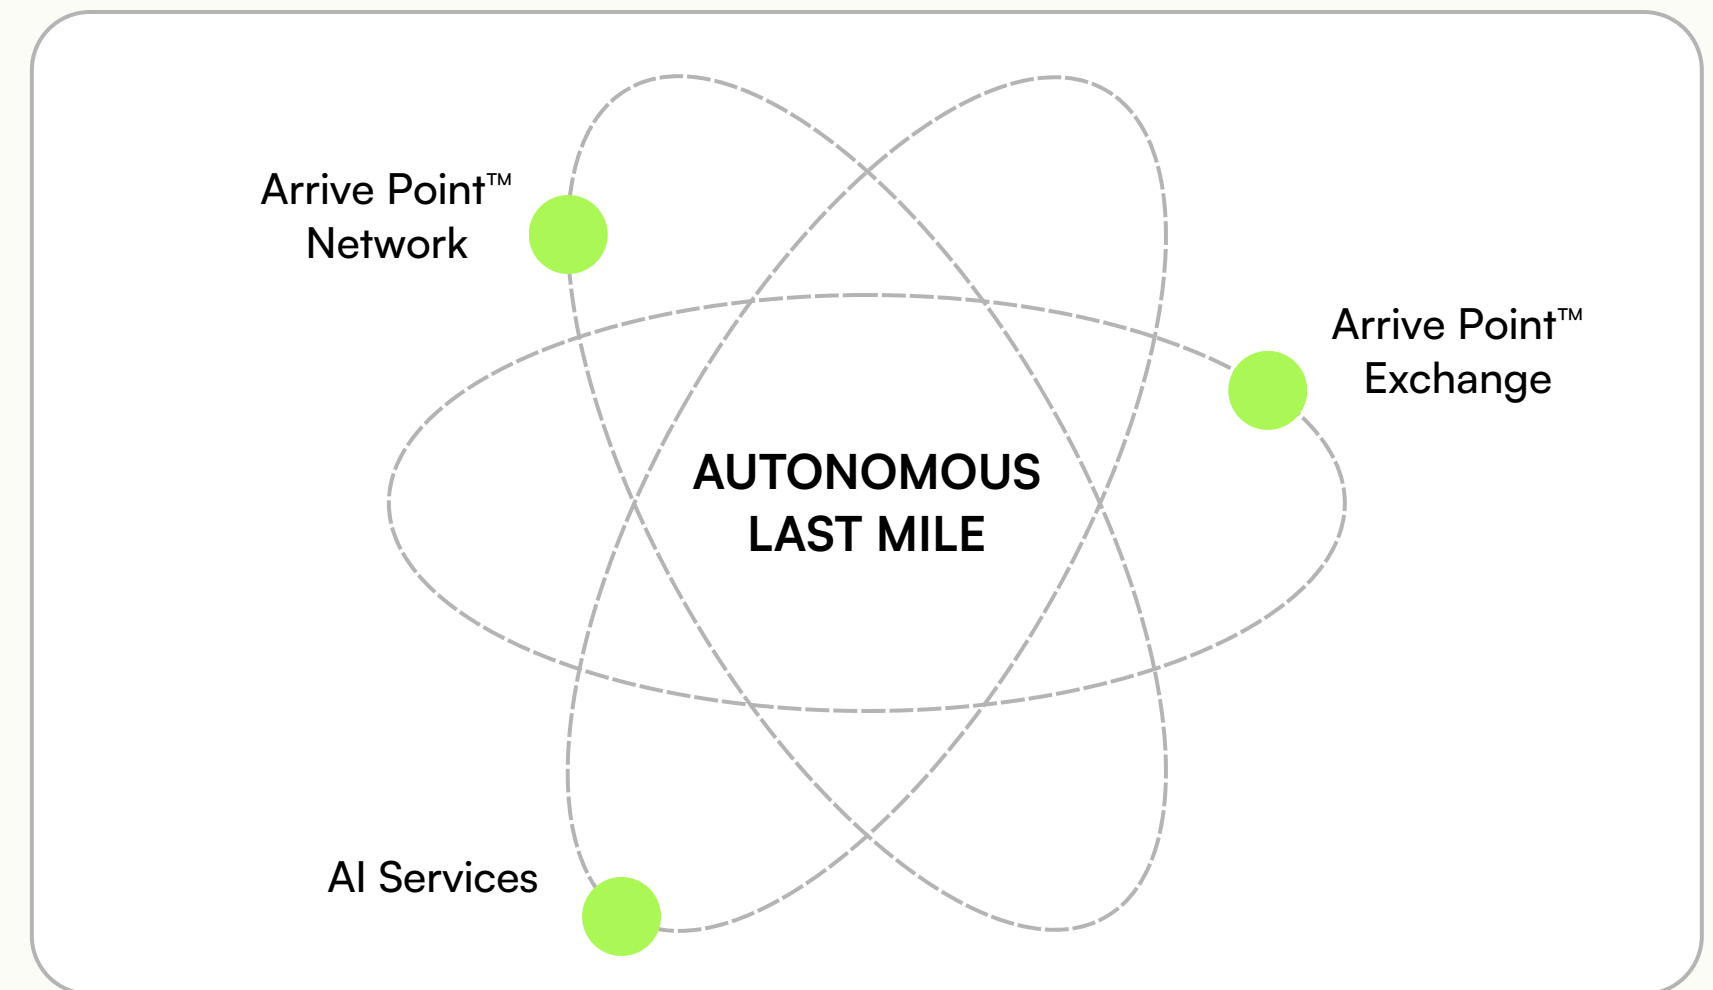 Arrive Point™
Network
Arrive Point™
Exchange
AUTONOMOUS
LAST MILE
AI Services